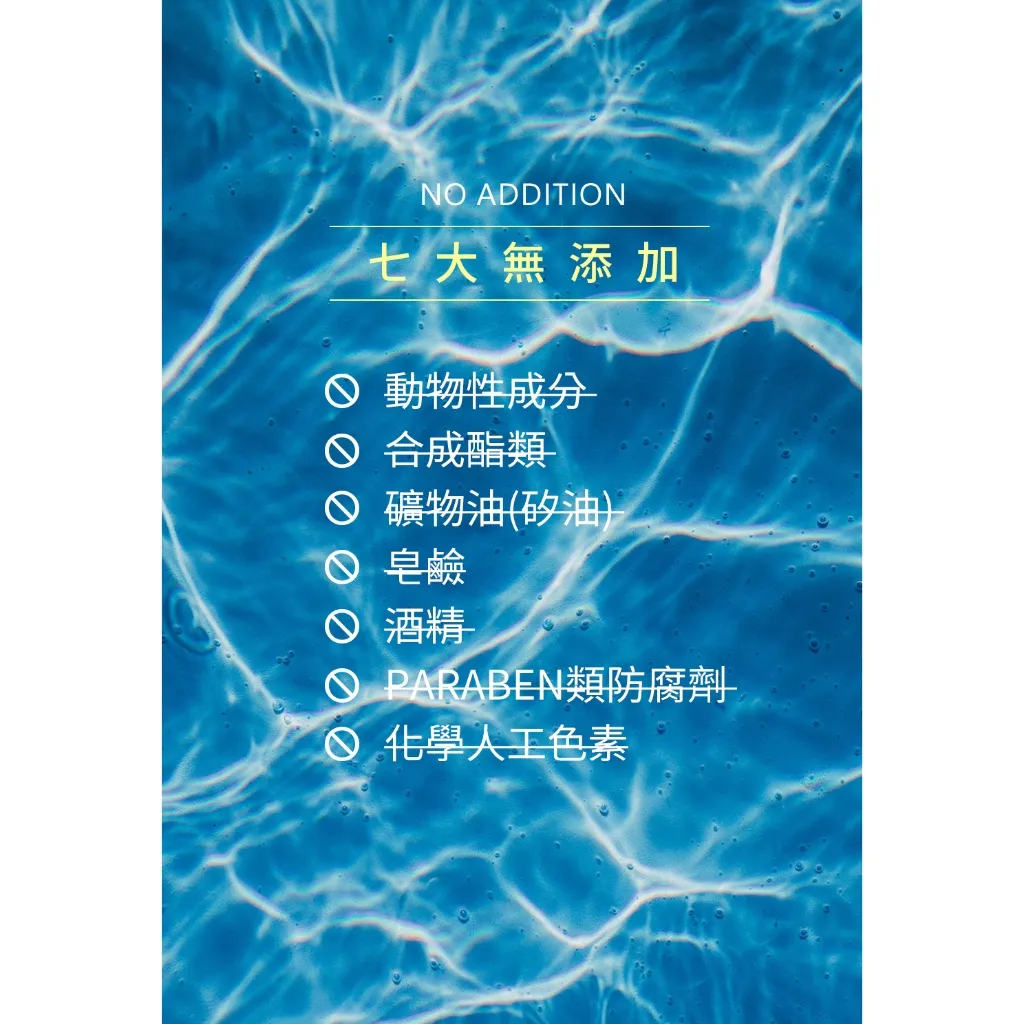 NO ADDITION
七大無添加
動物性成分
合成酯類
礦物油(矽油)
皂鹼
酒精
PARABEN類防腐劑
化學人工色素